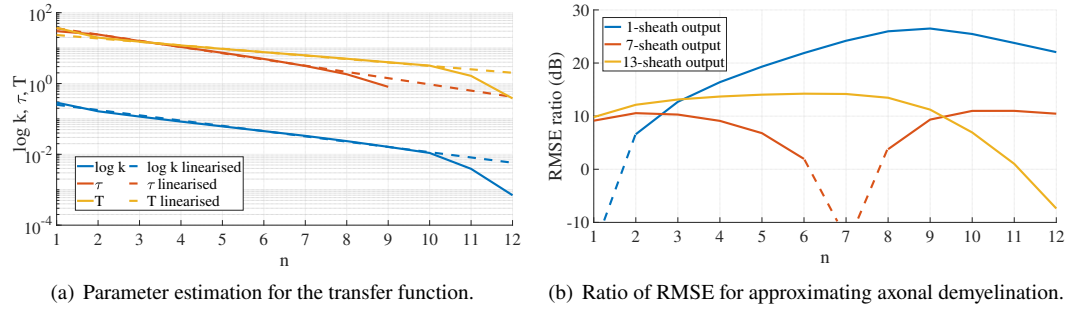 10^2
10^0
10^-2
10^-4
log k, τ, T
log k
τ
T
log k linearised
τ linearised
T linearised
1 2 3 4 5 6 7 8 9 10 11 12
n
(a) Parameter estimation for the transfer function.
30
20
10
0
-10
RMSE ratio (dB)
1-sheath output
7-sheath output
13-sheath output
1 2 3 4 5 6 7 8 9 10 11 12
n
(b) Ratio of RMSE for approximating axonal demyelination.